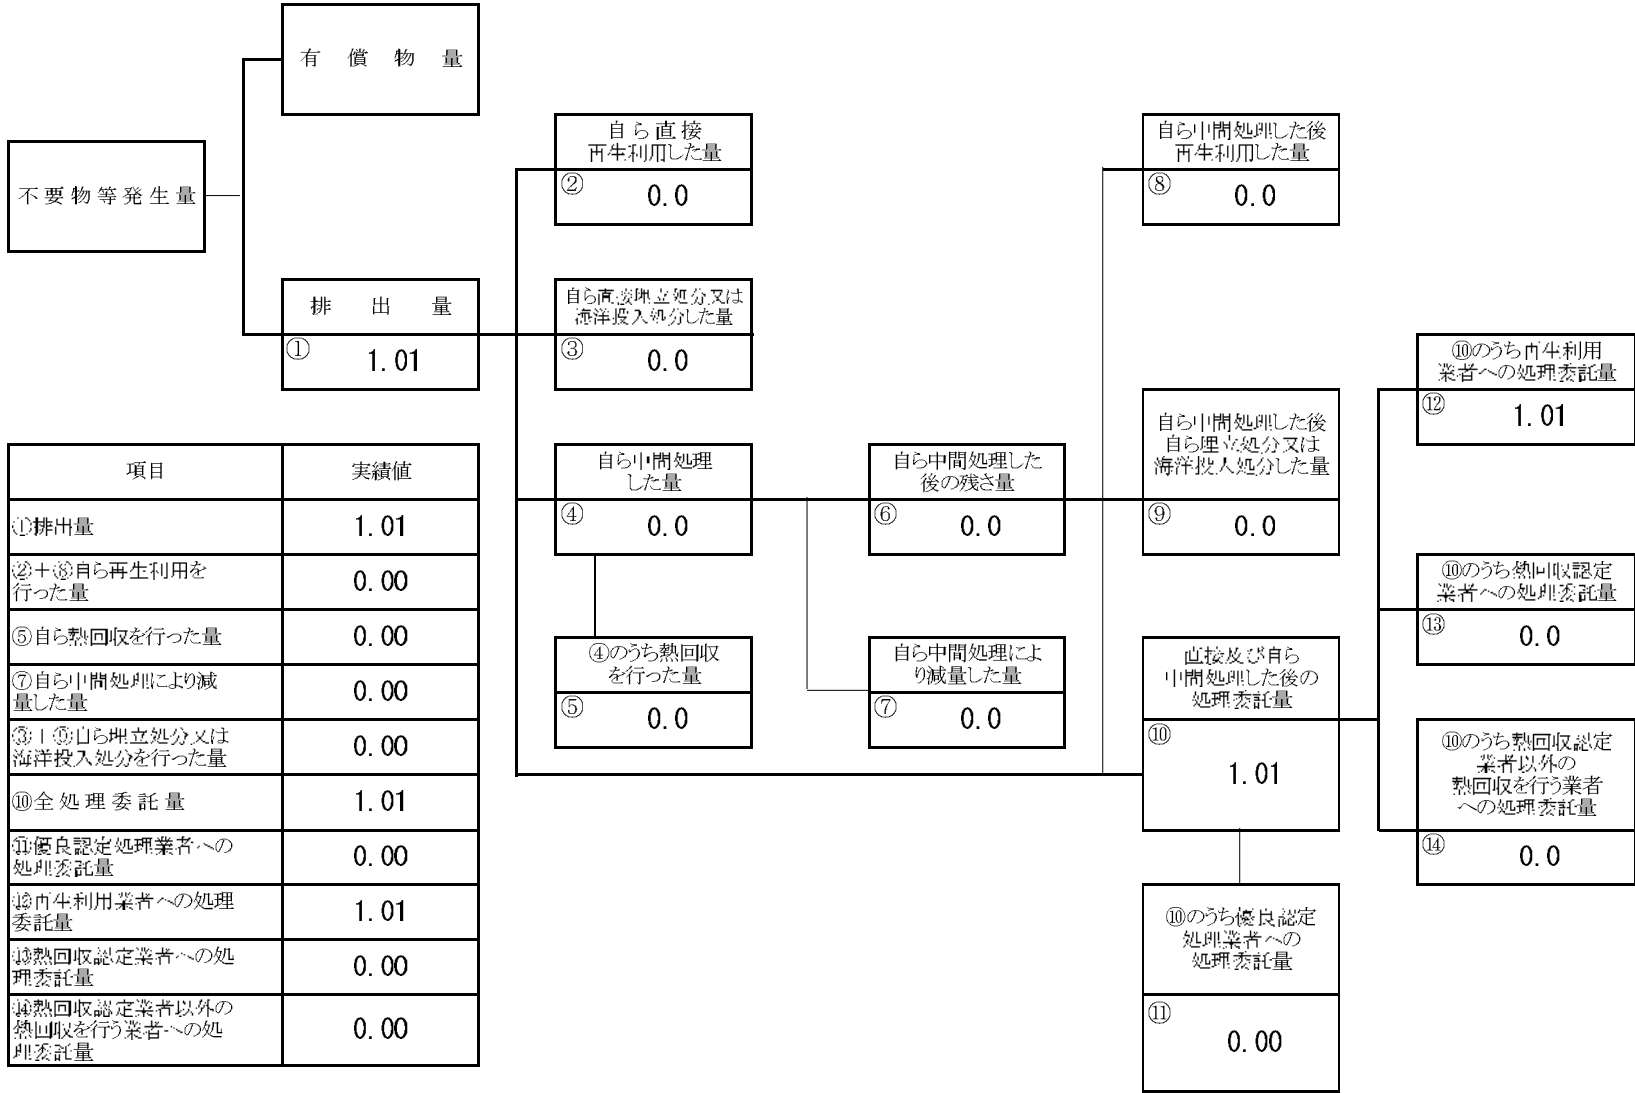 有償物量
不要物等発生量
排出量
①
1.01
自ら直接
再生利用した量
②
0.0
自ら直接埋立処分又は
海洋投入処分した量
③
0.0
自ら中間処理
した量
④
0.0
④のうち熱回収
を行った量
⑤
0.0
自ら中間処理した
後の残さ量
⑥
0.0
自ら中間処理によ
り減量した量
⑦
0.0
自ら中間処理した後
再生利用した量
⑧
0.0
自ら中間処理した後
自ら埋立処分又は
海洋投入処分した量
⑨
0.0
直接及び自ら
中間処理した後の
処理委託量
⑩
1.01
⑩のうち優良認定
処理業者への
処理委託量
⑪
0.00
⑩のうち再生利用
業者への処理委託量
⑫
1.01
⑩のうち熱回収認定
業者への処理委託量
⑬
0.0
⑩のうち熱回収認定
業者以外の
熱回収を行う業者
への処理委託量
⑭
0.0
項目
実績値
①排出量
1.01
②＋⑧自ら再生利用を
行った量
0.00
⑤自ら熱回収を行った量
0.00
⑦自ら中間処理により減
量した量
0.00
③＋⑨自ら埋立処分又は
海洋投入処分を行った量
0.00
⑩全処理委託量
1.01
⑪優良認定処理業者への
処理委託量
0.00
⑫再生利用業者への処理
委託量
1.01
⑬熱回収認定業者への処
理委託量
0.00
⑭熱回収認定業者以外の
熱回収を行う業者への処
理委託量
0.00